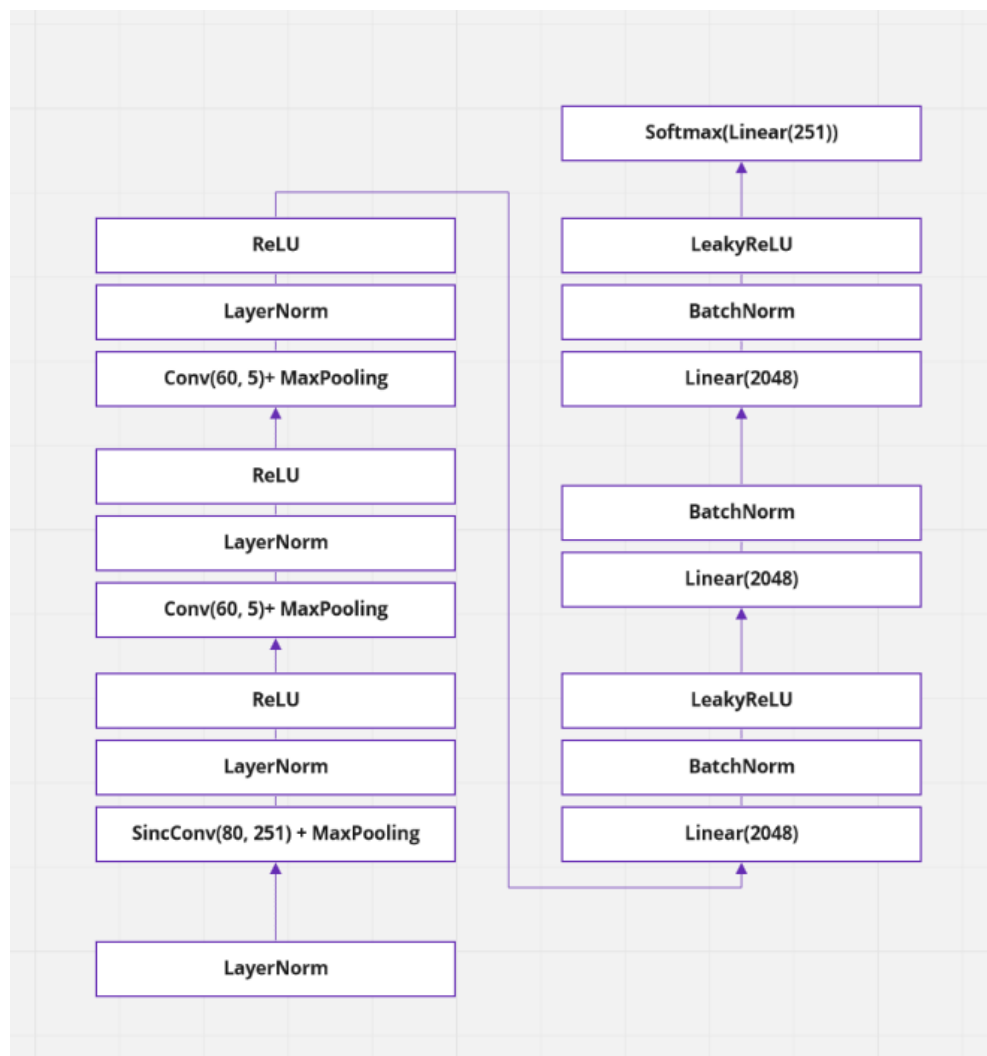 LayerNorm
SincConv(80, 251) + MaxPooling
LayerNorm
ReLU
Conv(60, 5)+ MaxPooling
LayerNorm
ReLU
Conv(60, 5)+ MaxPooling
LayerNorm
ReLU
Linear(2048)
BatchNorm
LeakyReLU
Linear(2048)
BatchNorm
Linear(2048)
BatchNorm
LeakyReLU
Softmax(Linear(251))